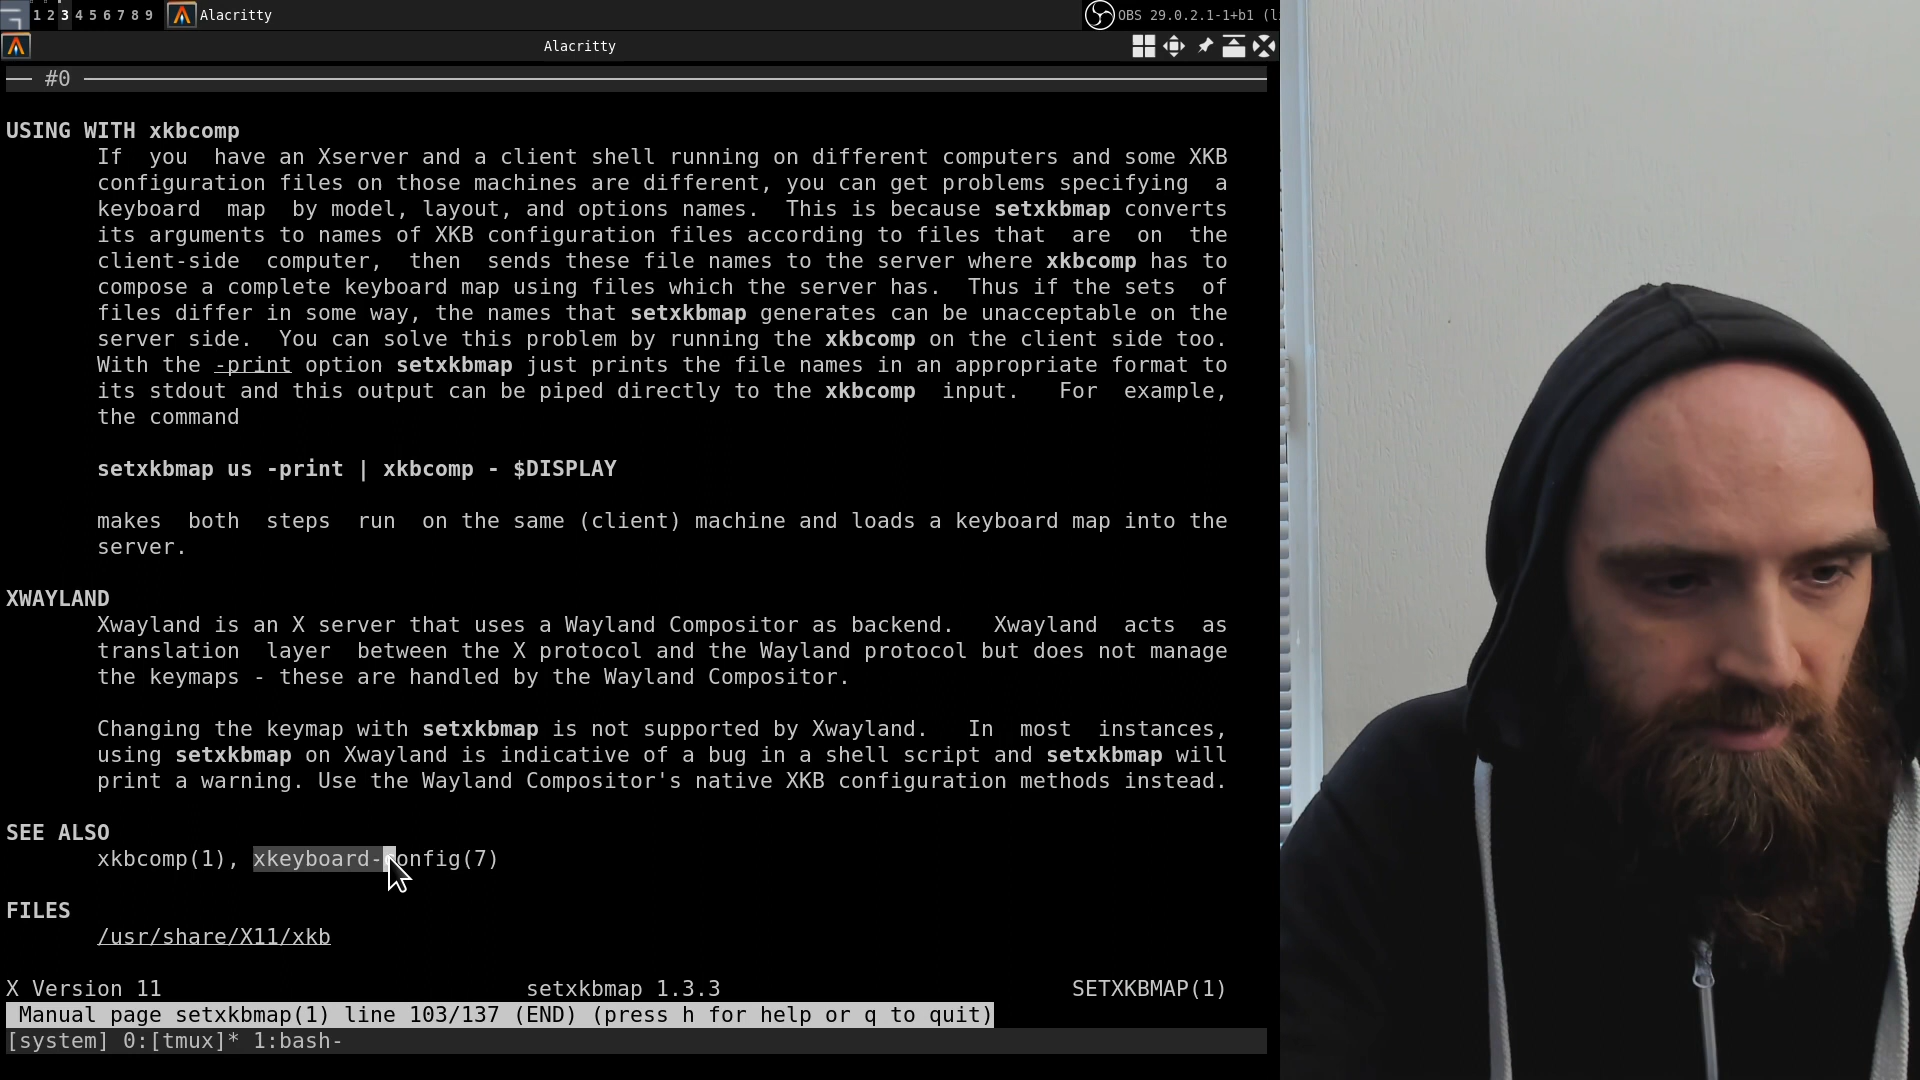 1 2 3 4 5 6 7 8 9 Alacritty OBS 29.0.2.1-1+b1 (li
Alacritty
#0
USING WITH xkbcomp
If you have an Xserver and a client shell running on different computers and some XKB
configuration files on those machines are different, you can get problems specifying a
keyboard map by model, layout, and options names. This is because setxkbmap converts
its arguments to names of XKB configuration files according to files that are on the
client-side computer, then sends these file names to the server where xkbcomp has to
compose a complete keyboard map using files which the server has. Thus if the sets of
files differ in some way, the names that setxkbmap generates can be unacceptable on the
server side. You can solve this problem by running the xkbcomp on the client side too.
With the -print option setxkbmap just prints the file names in an appropriate format to
its stdout and this output can be piped directly to the xkbcomp input. For example,
the command
setxkbmap us -print | xkbcomp - $DISPLAY
makes both steps run on the same (client) machine and loads a keyboard map into the
server.
XWAYLAND
Xwayland is an X server that uses a Wayland Compositor as backend. Xwayland acts as
translation layer between the X protocol and the Wayland protocol but does not manage
the keymaps - these are handled by the Wayland Compositor.
Changing the keymap with setxkbmap is not supported by Xwayland. In most instances,
using setxkbmap on Xwayland is indicative of a bug in a shell script and setxkbmap will
print a warning. Use the Wayland Compositor's native XKB configuration methods instead.
SEE ALSO
xkbcomp(1), xkeyboard-config(7)
FILES
/usr/share/X11/xkb
X Version 11 setxkbmap 1.3.3 SETXKBMAP(1)
Manual page setxkbmap(1) line 103/137 (END) (press h for help or q to quit)
[system] 0:[tmux]* 1:bash-